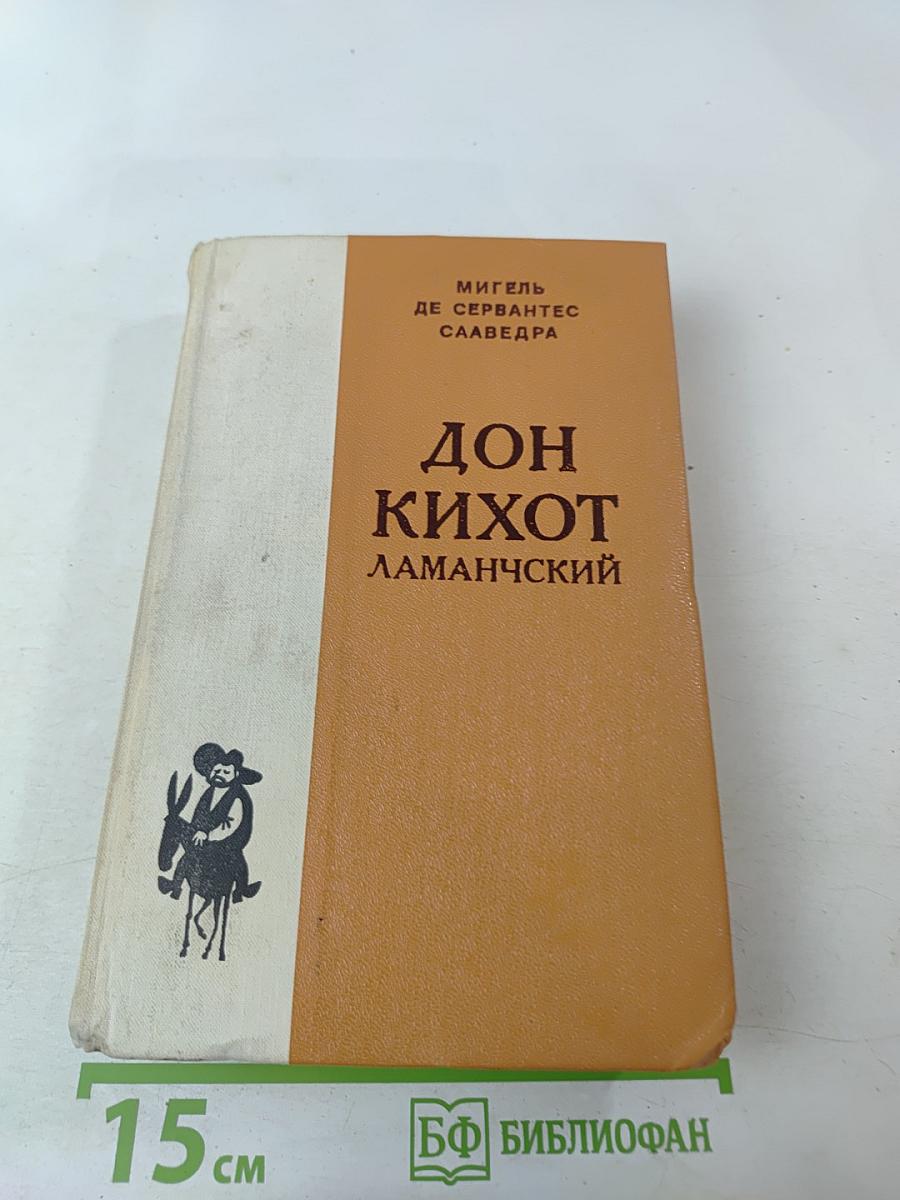 МИГЕЛЬ
ДЕ СЕРВАНТЕС
СААВЕДРА
ДОН
КИХОТ
ЛАМАНЧСКИЙ
15 СМ
БФ БИБЛИОФАН